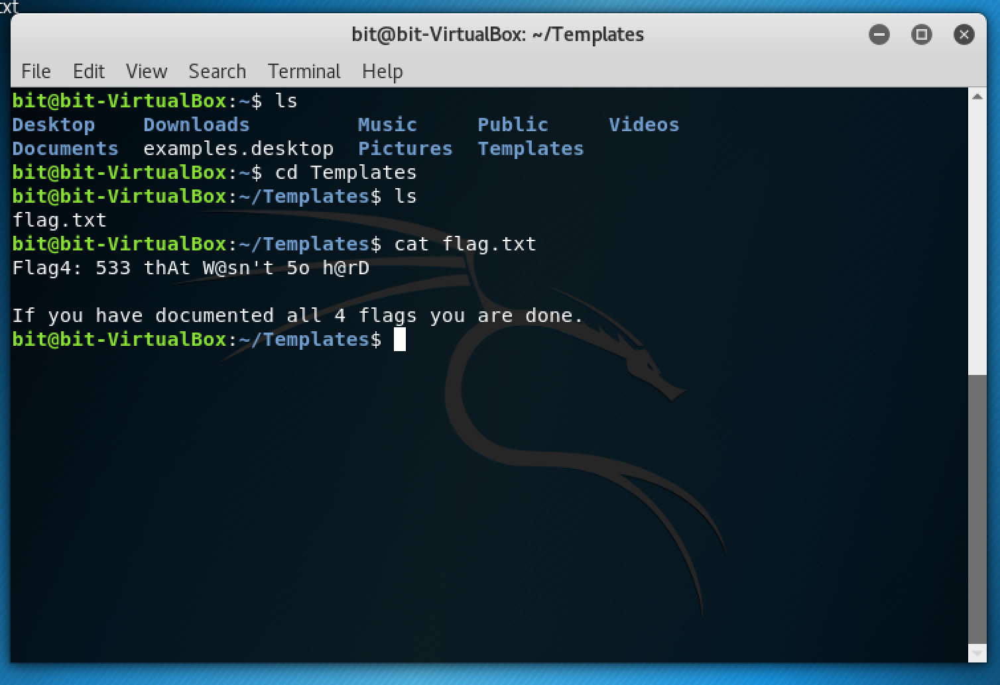 txt
bit@bit-VirtualBox: ~/Templates
File Edit View Search Terminal Help
bit@bit-VirtualBox:~$ ls
Desktop Downloads Music Public Videos
Documents examples.desktop Pictures Templates
bit@bit-VirtualBox:~$ cd Templates
bit@bit-VirtualBox:~/Templates$ ls
flag.txt
bit@bit-VirtualBox:~/Templates$ cat flag.txt
Flag4: 533 thAt W@sn't 5o h@rD
If you have documented all 4 flags you are done.
bit@bit-VirtualBox:~/Templates$